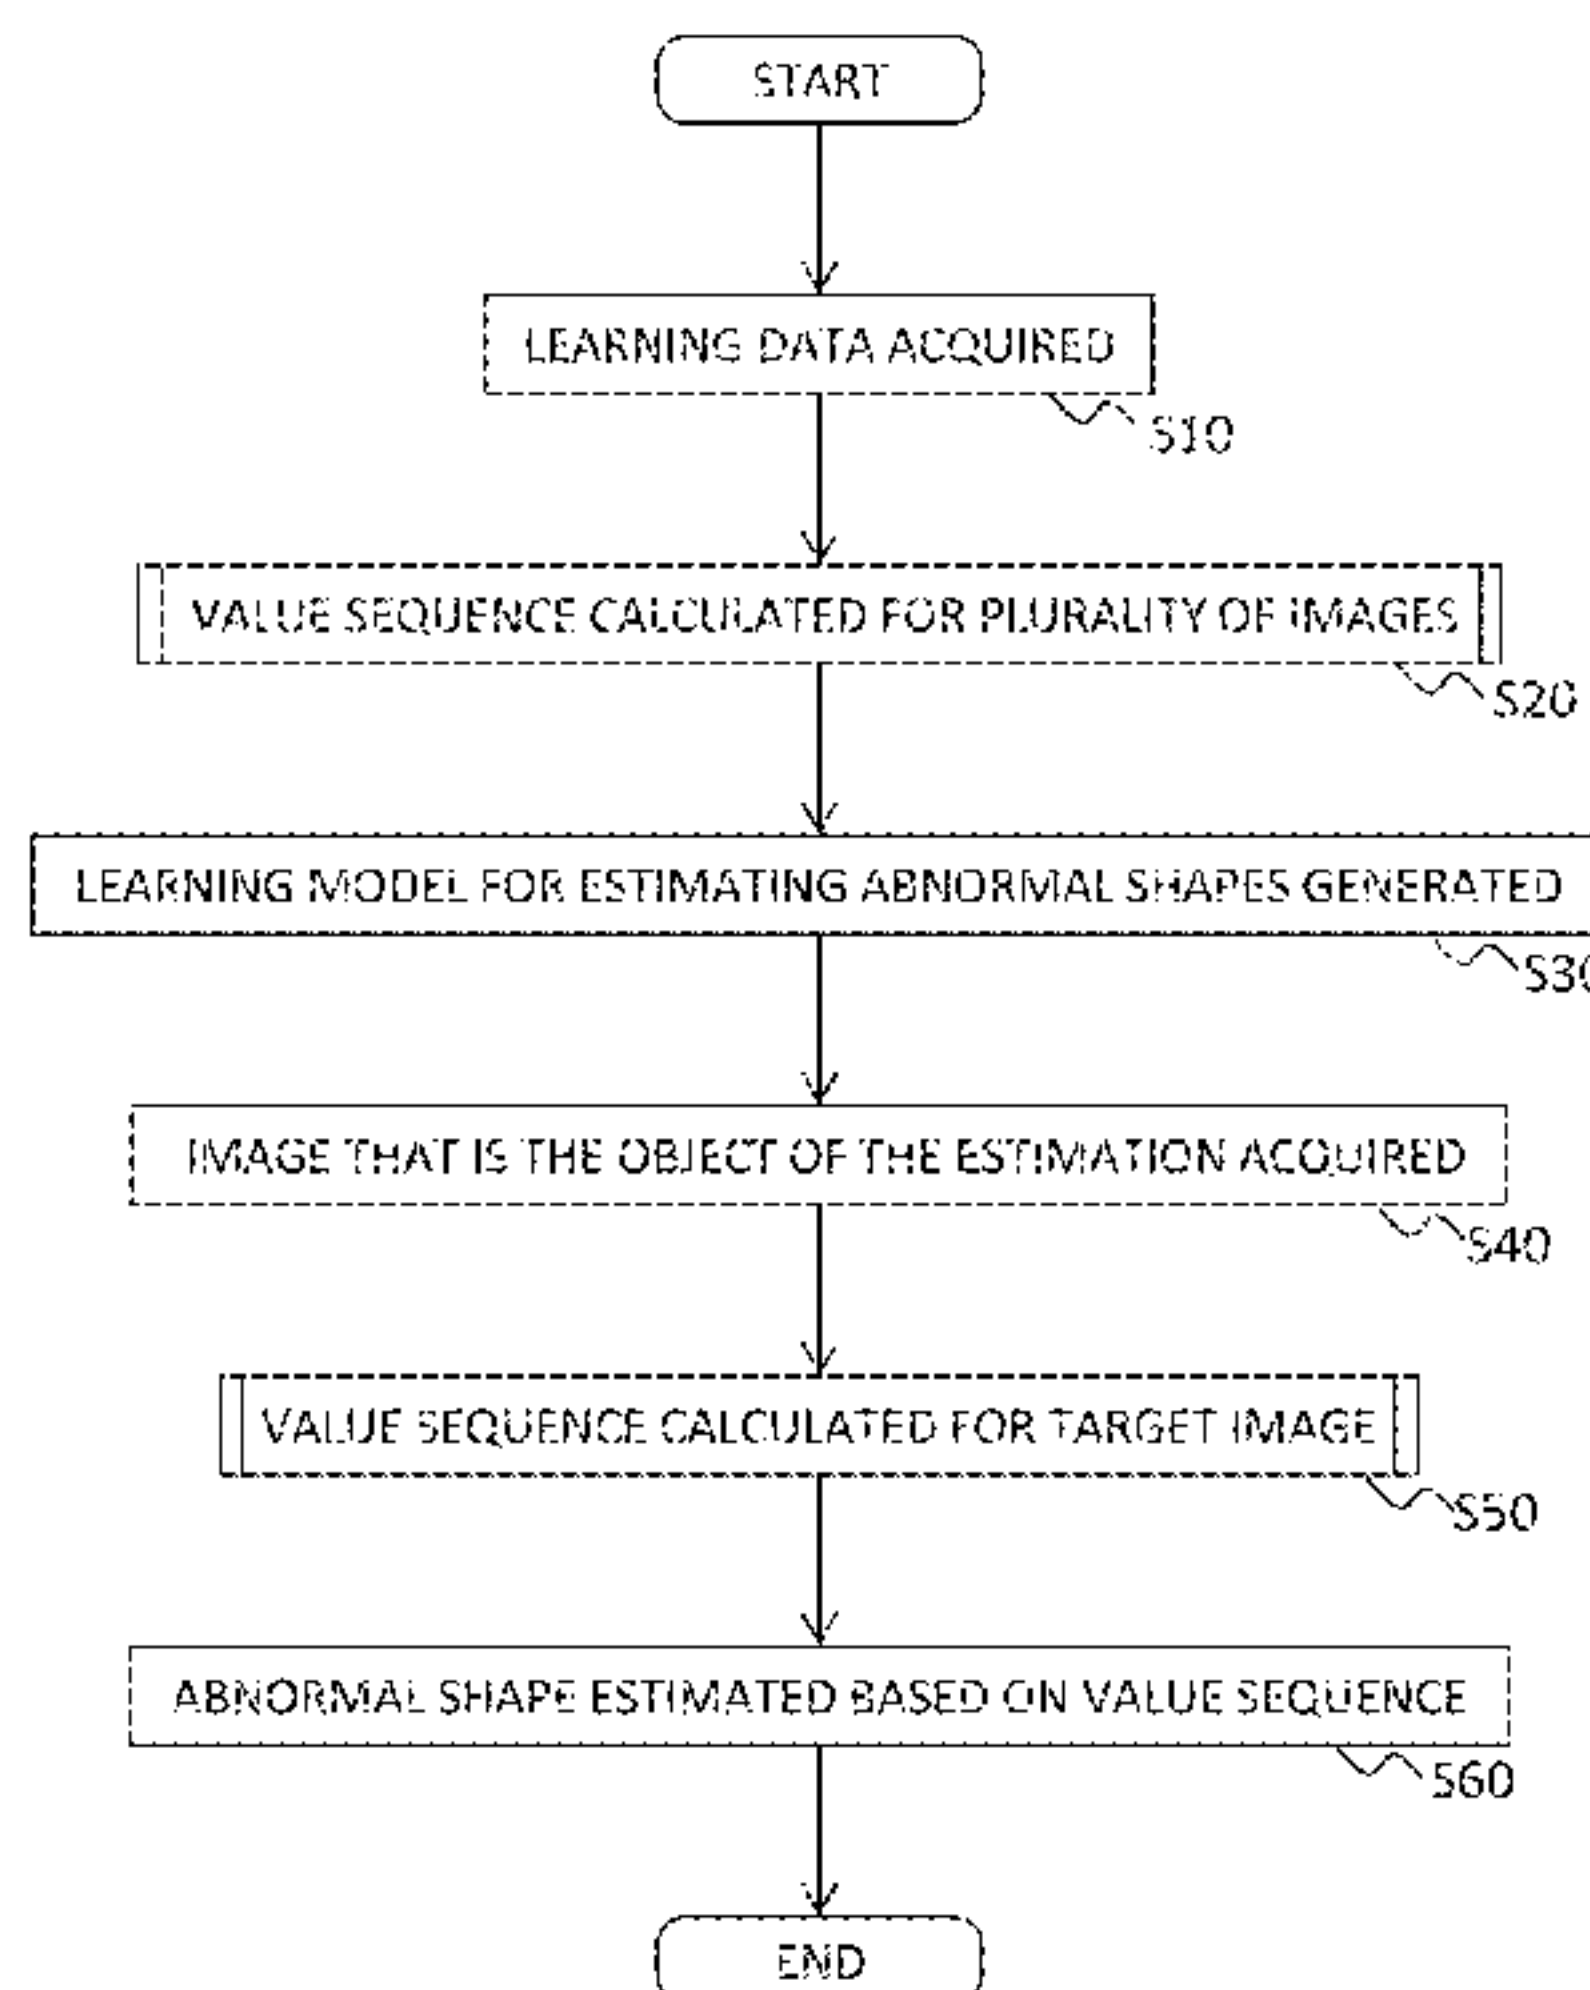 START
LEARNING DATA ACQUIRED
S10
VALUE SEQUENCE CALCULATED FOR PLURALITY OF IMAGES
S20
LEARNING MODEL FOR ESTIMATING ABNORMAL SHAPES GENERATED
S30
IMAGE THAT IS THE OBJECT OF THE ESTIMATION ACQUIRED
S40
VALUE SEQUENCE CALCULATED FOR TARGET IMAGE
S50
ABNORMAL SHAPE ESTIMATED BASED ON VALUE SEQUENCE
S60
END